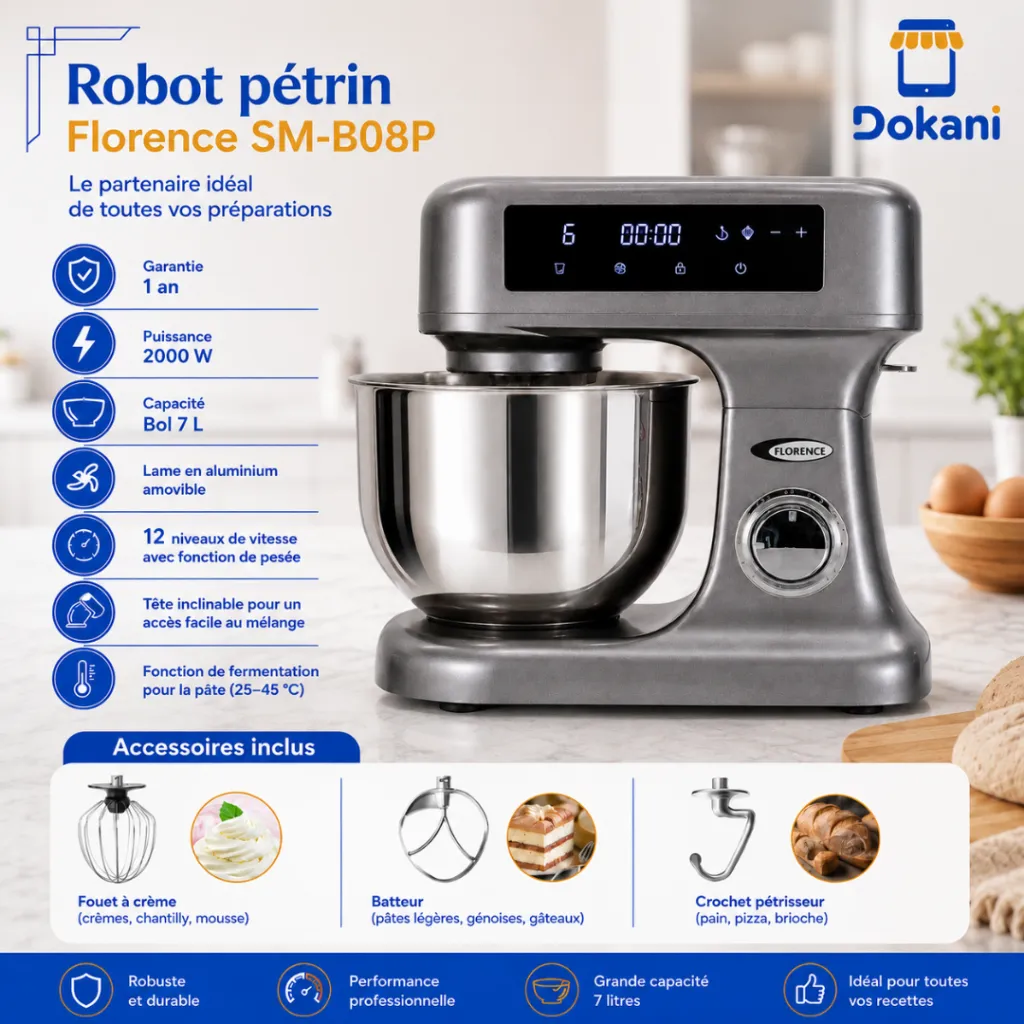 Robot pétrin
Florence SM-B08P
Dokani
Le partenaire idéal
de toutes vos préparations
6 00:00 - +
Garantie
1 an
Puissance
2000 W
Capacité
Bol 7 L
FLORENCE
Lame en aluminium
amovible
12 niveaux de vitesse
avec fonction de pesée
Tête inclinable pour un
accès facile au mélange
Fonction de fermentation
pour la pâte (25–45 °C)
Accessoires inclus
Fouet à crème
(crèmes, chantilly, mousse)
Batteur
(pâtes légères, génoises, gâteaux)
Crochet pétrisseur
(pain, pizza, brioche)
Robuste
et durable
Performance
professionnelle
Grande capacité
7 litres
Idéal pour toutes
vos recettes